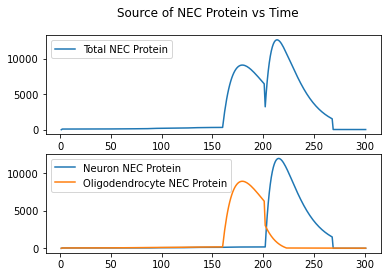 Source of NEC Protein vs Time
Total NEC Protein
10000
5000
0
0 50 100 150 200 250 300
Neuron NEC Protein
Oligodendrocyte NEC Protein
10000
5000
0
0 50 100 150 200 250 300